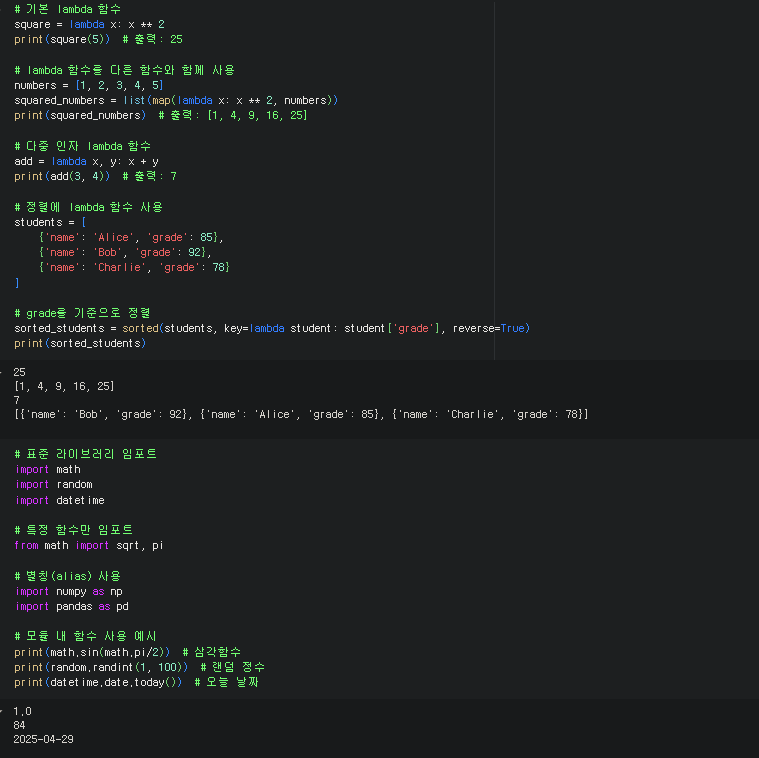 # 기본 lambda 함수
square = lambda x: x ** 2
print(square(5))  # 출력: 25
# lambda 함수를 다른 함수와 함께 사용
numbers = [1, 2, 3, 4, 5]
squared_numbers = list(map(lambda x: x ** 2, numbers))
print(squared_numbers)  # 출력: [1, 4, 9, 16, 25]
# 다중 인자 lambda 함수
add = lambda x, y: x + y
print(add(3, 4))  # 출력: 7
# 정렬에 lambda 함수 사용
students = [
    {'name': 'Alice', 'grade': 85},
    {'name': 'Bob', 'grade': 92},
    {'name': 'Charlie', 'grade': 78}
]
# grade를 기준으로 정렬
sorted_students = sorted(students, key=lambda student: student['grade'], reverse=True)
print(sorted_students)
25
[1, 4, 9, 16, 25]
7
[{'name': 'Bob', 'grade': 92}, {'name': 'Alice', 'grade': 85}, {'name': 'Charlie', 'grade': 78}]
# 표준 라이브러리 임포트
import math
import random
import datetime
# 특정 함수만 임포트
from math import sqrt, pi
# 별칭(alias) 사용
import numpy as np
import pandas as pd
# 모듈 내 함수 사용 예시
print(math.sin(math.pi/2))  # 삼각함수
print(random.randint(1, 100))  # 랜덤 정수
print(datetime.date.today())  # 오늘 날짜
1.0
84
2025-04-29